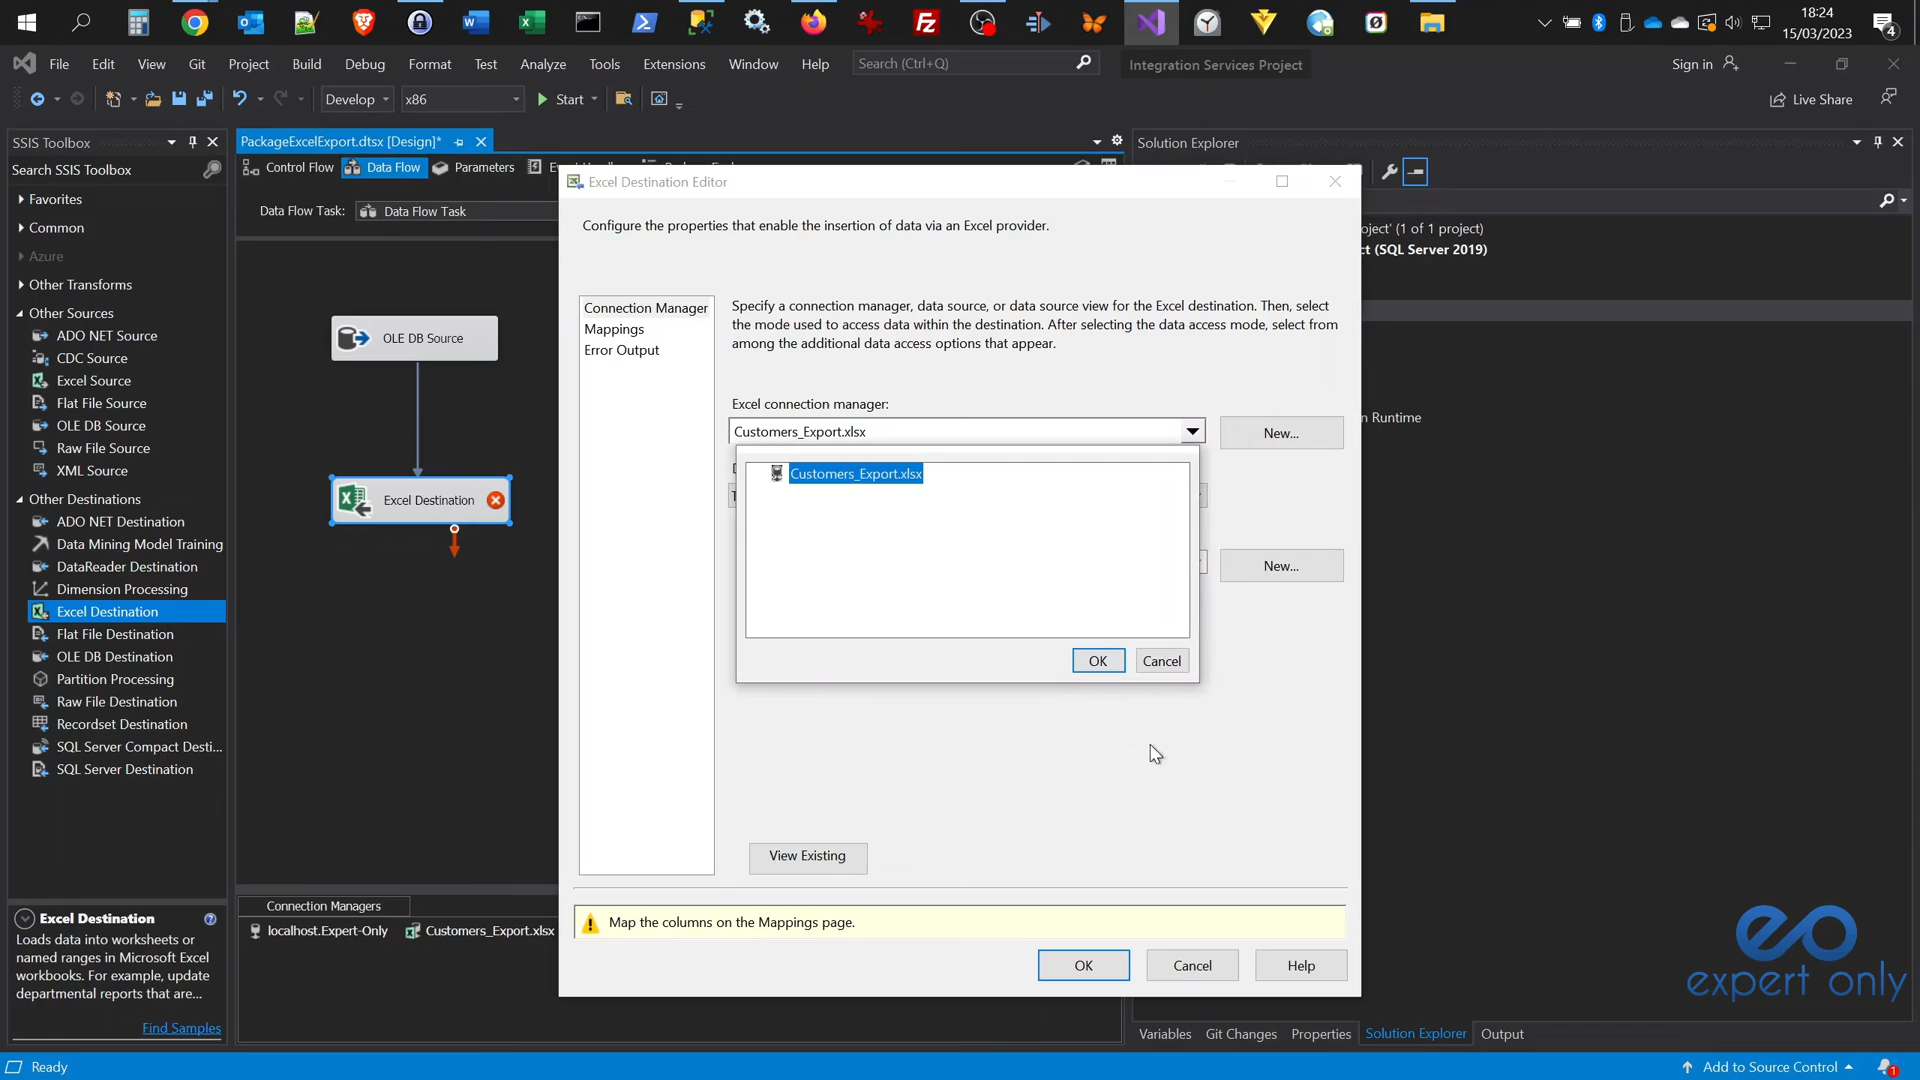 18:24
15/03/2023
4
File Edit View Git Project Build Debug Format Test Analyze Tools Extensions Window Help Search (Ctrl+Q) Integration Services Project Sign in
Develop x86 Start Live Share
SSIS Toolbox
Search SSIS Toolbox
Favorites
Common
Azure
Other Transforms
Other Sources
ADO NET Source
CDC Source
Excel Source
Flat File Source
OLE DB Source
Raw File Source
XML Source
Other Destinations
ADO NET Destination
Data Mining Model Training
DataReader Destination
Dimension Processing
Excel Destination
Flat File Destination
OLE DB Destination
Partition Processing
Raw File Destination
Recordset Destination
SQL Server Compact Desti...
SQL Server Destination
Excel Destination
Loads data into worksheets or
named ranges in Microsoft Excel
workbooks. For example, update
departmental reports that are...
Find Samples
PackageExcelExport.dtsx [Design]*
Control Flow Data Flow Parameters
Data Flow Task: Data Flow Task
OLE DB Source
Excel Destination
Connection Managers
localhost.Expert-Only Customers_Export.xlsx
Excel Destination Editor
Configure the properties that enable the insertion of data via an Excel provider.
Connection Manager
Mappings
Error Output
Specify a connection manager, data source, or data source view for the Excel destination. Then, select
the mode used to access data within the destination. After selecting the data access mode, select from
among the additional data access options that appear.
Excel connection manager:
Customers_Export.xlsx New...
Customers_Export.xlsx
New...
OK Cancel
View Existing
Map the columns on the Mappings page.
OK Cancel Help
Solution Explorer
oject' (1 of 1 project)
t (SQL Server 2019)
n Runtime
expert only
Variables Git Changes Properties Solution Explorer Output
Ready Add to Source Control 1